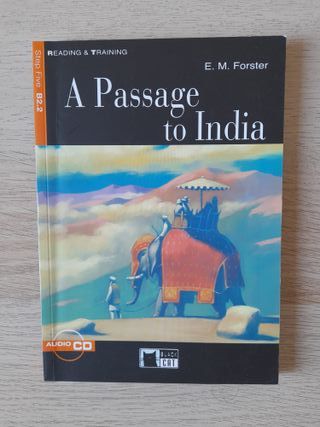 Step Five B2.2
READING & TRAINING
E. M. Forster
A Passage
to India
AUDIO CD
BLACK
CAT